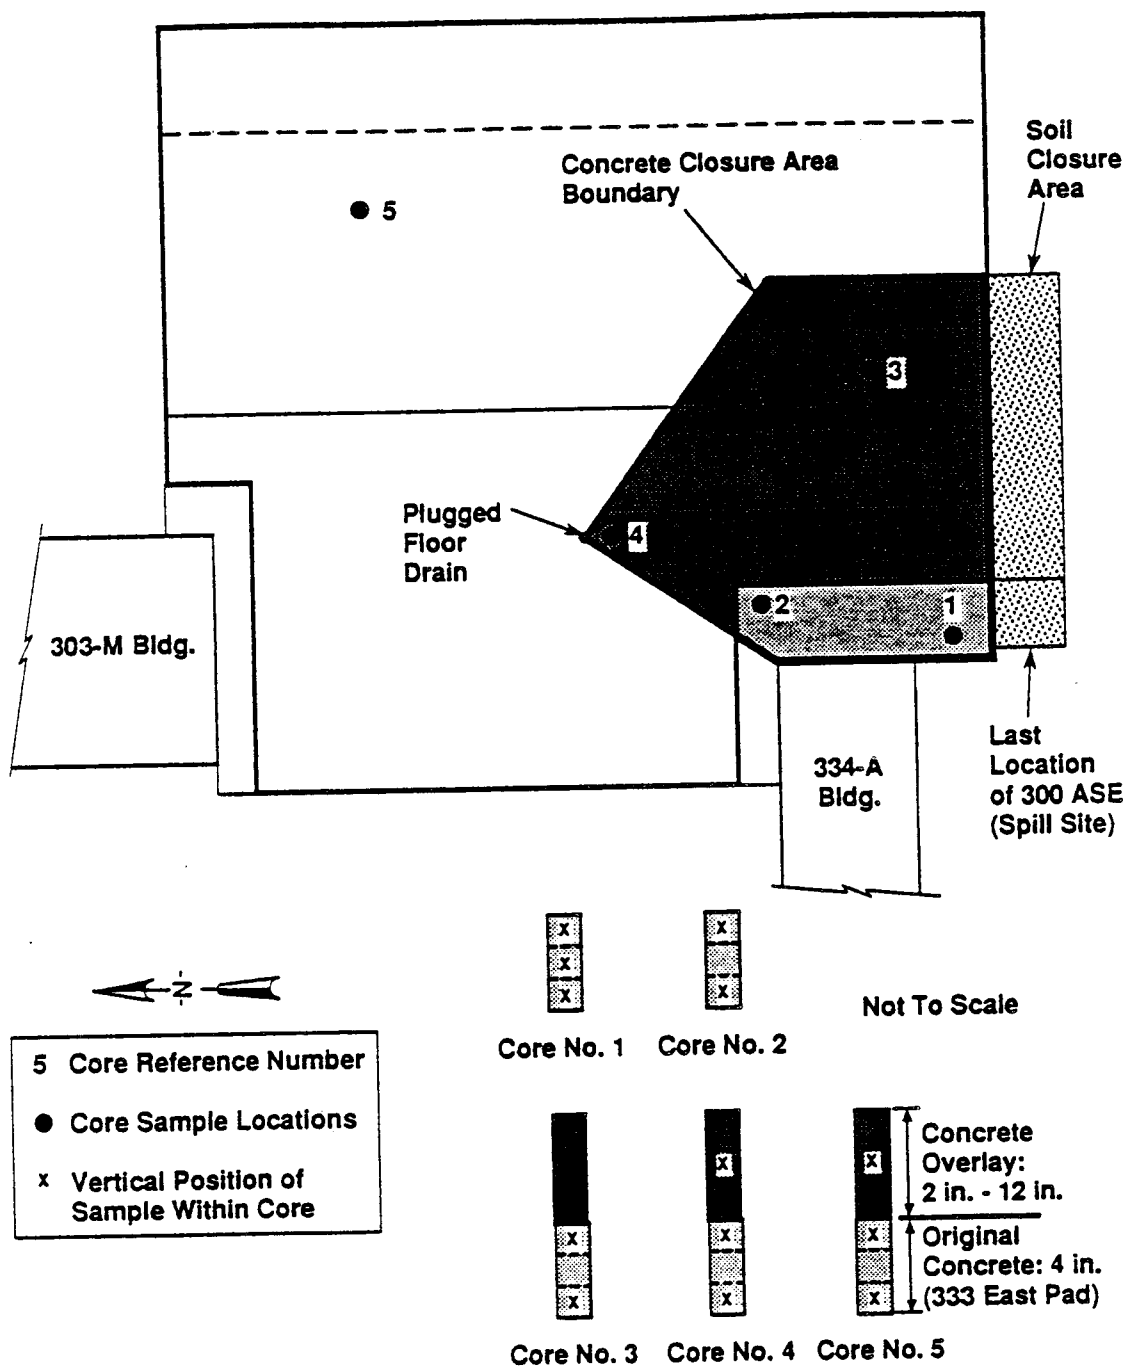 Soil
Closure
Area
Concrete Closure Area
Boundary
5
3
Plugged
Floor
Drain
4
2
1
303-M Bldg.
334-A
Bldg.
Last
Location
of 300 ASE
(Spill Site)
N
x
x
x
x
x
Core No. 1
Core No. 2
Not To Scale
5 Core Reference Number
Core Sample Locations
x Vertical Position of
Sample Within Core
x
x
x
x
x
x
x
x
Concrete
Overlay:
2 in. - 12 in.
Original
Concrete: 4 in.
(333 East Pad)
Core No. 3
Core No. 4
Core No. 5